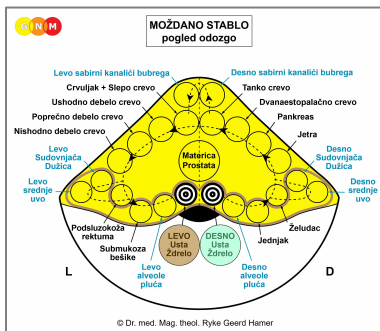 GNM
MOŽDANO STABLO
pogled odozgo
Levo sabirni kanalići bubrega
Desno sabirni kanalići bubrega
Crvuljak + Slepo crevo
Tanko crevo
Ushodno debelo crevo
Dvanaestopalačno crevo
Poprečno debelo crevo
Pankreas
Nishodno debelo crevo
Jetra
Levo
Sudovnjača
Dužica
Desno
Sudovnjača
Dužica
Materica
Prostata
Levo
srednje
uvo
Desno
srednje
uvo
Podsluzokoža
rektuma
Submukoza
bešike
LEVO
Usta
Ždrelo
DESNO
Usta
Ždrelo
Želudac
Jednjak
Levo
alveole
pluća
Desno
alveole
pluća
L
D
© Dr. med. Mag. theol. Ryke Geerd Hamer